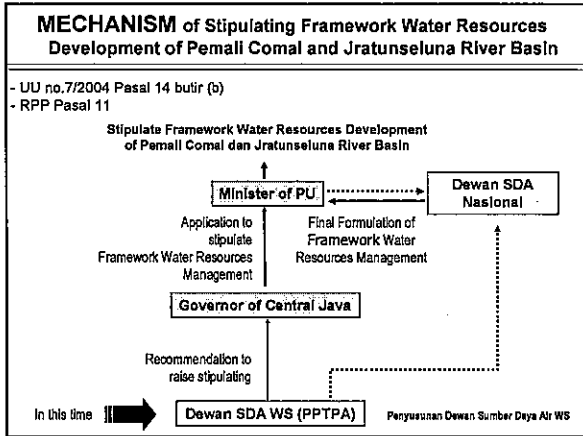 MECHANISM of Stipulating Framework Water Resources
Development of Pemali Comal and Jratunseluna River Basin
- UU no.7/2004 Pasal 14 butir (b)
- RPP Pasal 11
Stipulate Framework Water Resources Development
of Pemali Comal dan Jratunseluna River Basin
Minister of PU
Dewan SDA
Nasional
Application to
stipulate
Framework Water Resources
Management
Final Formulation of
Framework Water
Resources Management
Governor of Central Java
Recommendation to
raise stipulating
In this time
Dewan SDA WS (PPTPA)
Penyusunan Dewan Sumber Daya Air WS